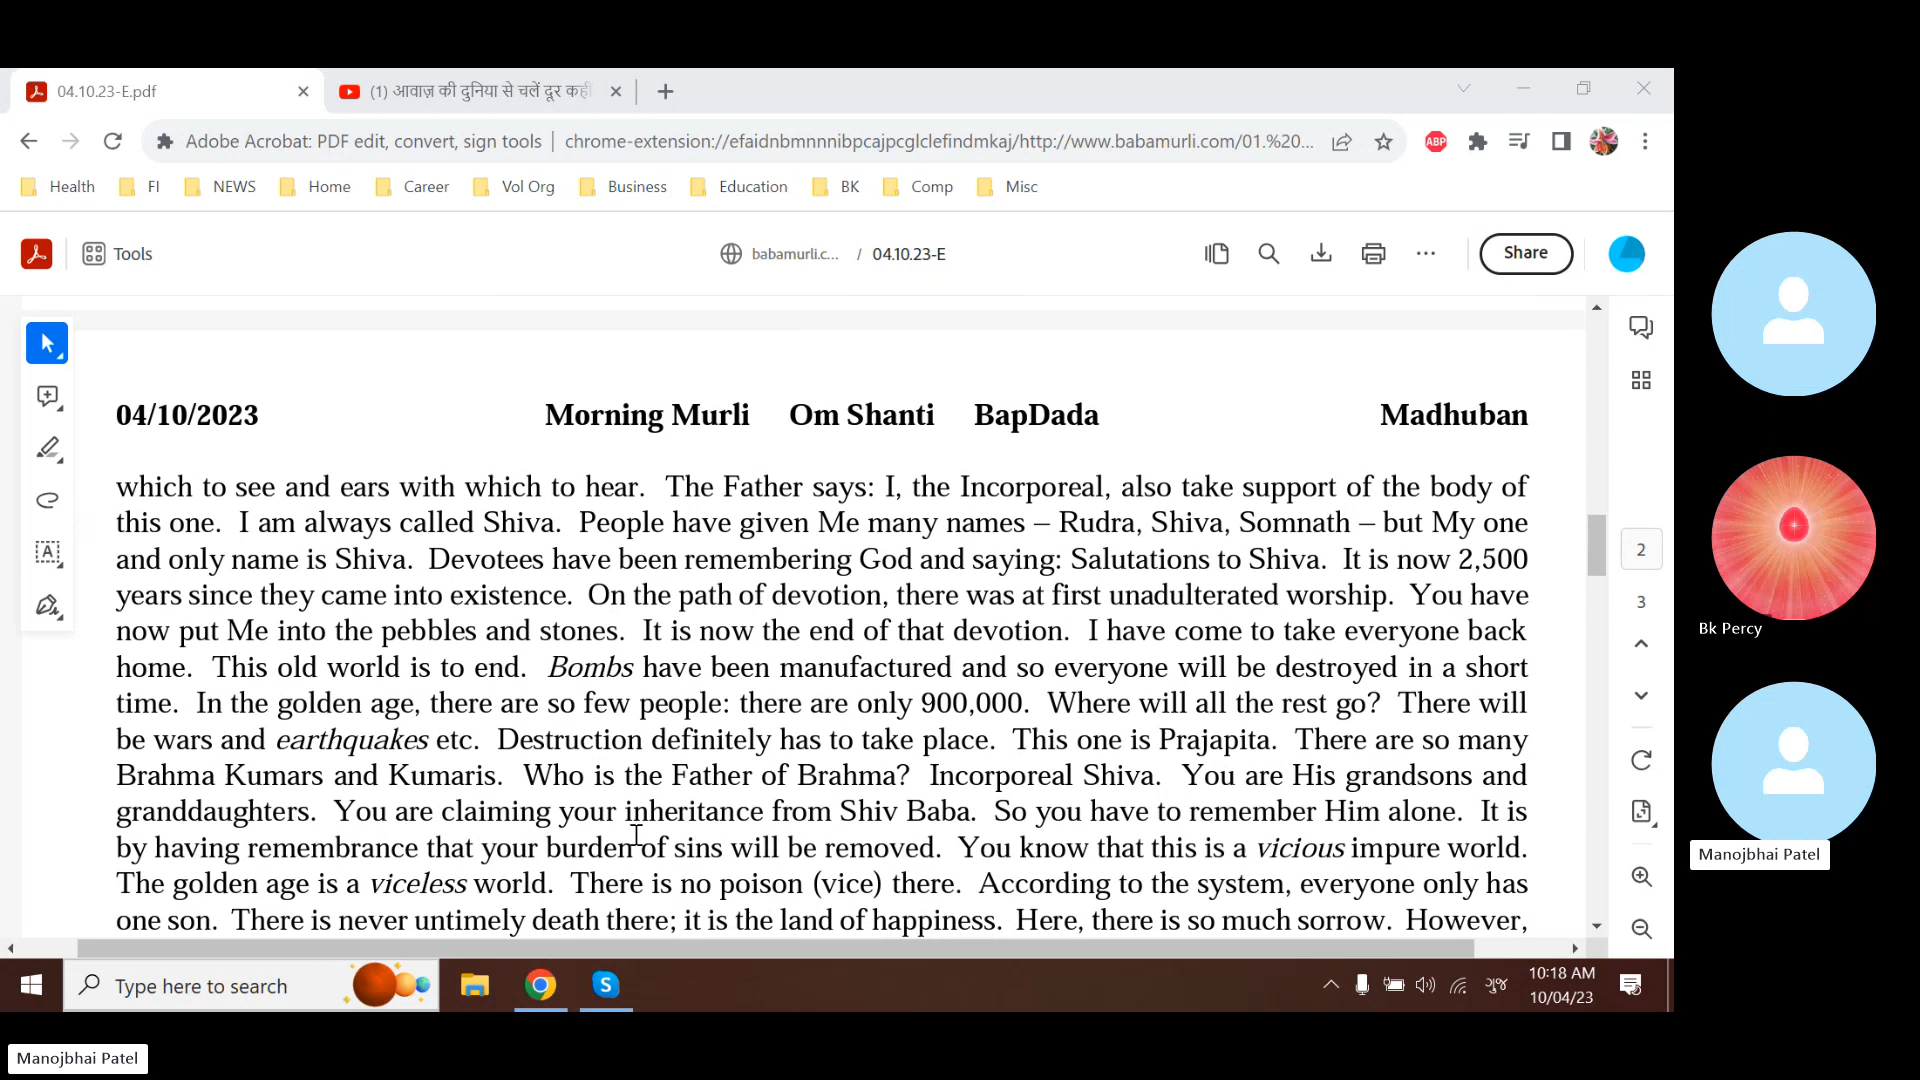 04.10.23-E.pdf
(1) आवाज़ की दुनिया से चलें दूर कहीं
Adobe Acrobat: PDF edit, convert, sign tools | chrome-extension://efaidnbmnnnibpcajpcglclefindmkaj/http://www.babamurli.com/01.%20...
ABP
Health FI NEWS Home Career Vol Org Business Education BK Comp Misc
Tools
babamurli.c... / 04.10.23-E
Share
04/10/2023 Morning Murli Om Shanti BapDada Madhuban
which to see and ears with which to hear. The Father says: I, the Incorporeal, also take support of the body of
this one. I am always called Shiva. People have given Me many names – Rudra, Shiva, Somnath – but My one
and only name is Shiva. Devotees have been remembering God and saying: Salutations to Shiva. It is now 2,500
years since they came into existence. On the path of devotion, there was at first unadulterated worship. You have
now put Me into the pebbles and stones. It is now the end of that devotion. I have come to take everyone back
home. This old world is to end. Bombs have been manufactured and so everyone will be destroyed in a short
time. In the golden age, there are so few people: there are only 900,000. Where will all the rest go? There will
be wars and earthquakes etc. Destruction definitely has to take place. This one is Prajapita. There are so many
Brahma Kumars and Kumaris. Who is the Father of Brahma? Incorporeal Shiva. You are His grandsons and
granddaughters. You are claiming your inheritance from Shiv Baba. So you have to remember Him alone. It is
by having remembrance that your burden of sins will be removed. You know that this is a vicious impure world.
The golden age is a viceless world. There is no poison (vice) there. According to the system, everyone only has
one son. There is never untimely death there; it is the land of happiness. Here, there is so much sorrow. However,
2
3
Bk Percy
Manojbhai Patel
Type here to search
S
ગુજ
10:18 AM
10/04/23
Manojbhai Patel